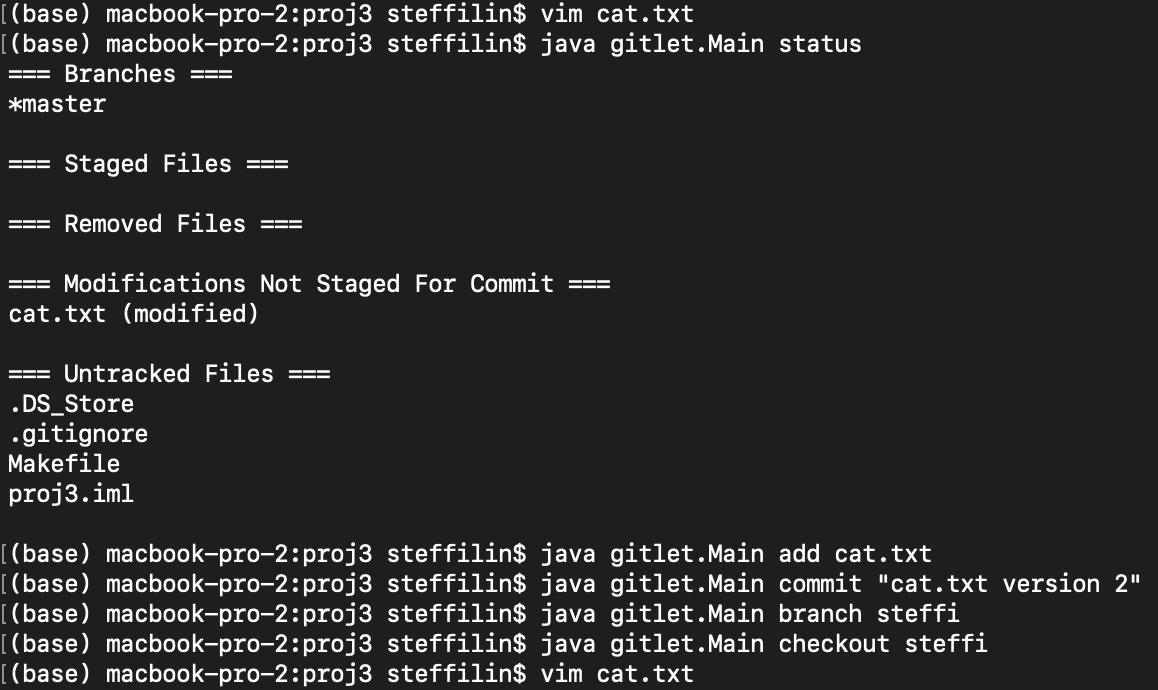 [(base) macbook-pro-2:proj3 steffilin$ vim cat.txt
[(base) macbook-pro-2:proj3 steffilin$ java gitlet.Main status
=== Branches ===
*master
=== Staged Files ===
=== Removed Files ===
=== Modifications Not Staged For Commit ===
cat.txt (modified)
=== Untracked Files ===
.DS_Store
.gitignore
Makefile
proj3.iml
[(base) macbook-pro-2:proj3 steffilin$ java gitlet.Main add cat.txt
[(base) macbook-pro-2:proj3 steffilin$ java gitlet.Main commit "cat.txt version 2"
[(base) macbook-pro-2:proj3 steffilin$ java gitlet.Main branch steffi
[(base) macbook-pro-2:proj3 steffilin$ java gitlet.Main checkout steffi
[(base) macbook-pro-2:proj3 steffilin$ vim cat.txt